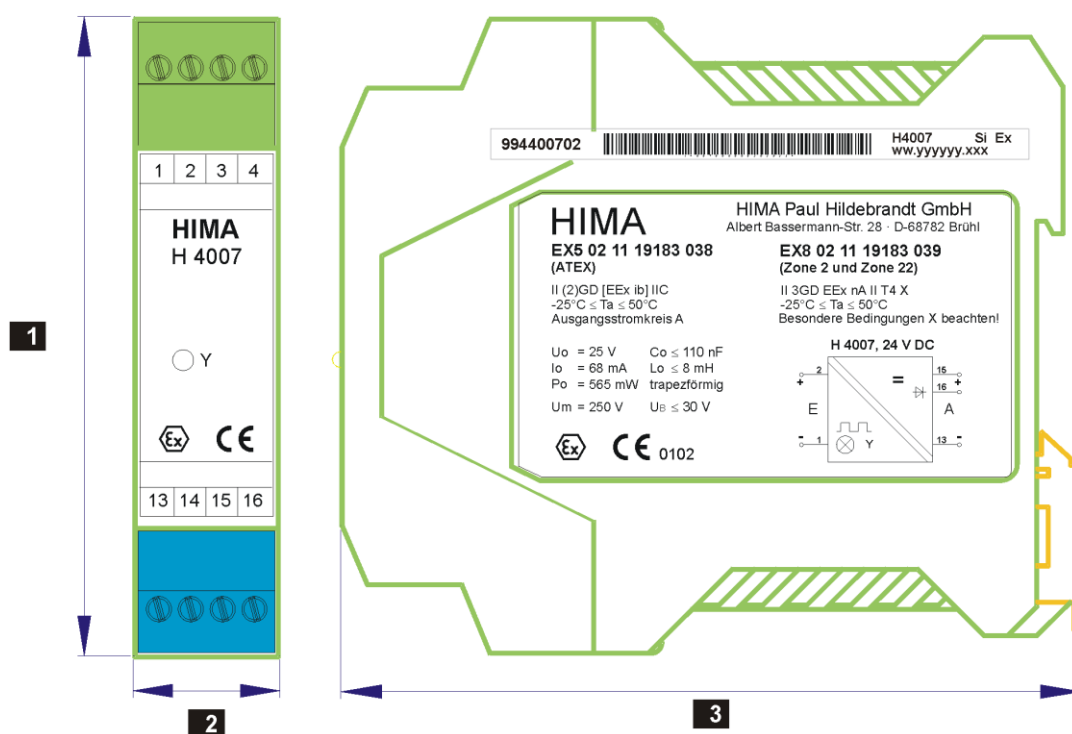 1
1 2 3 4
HIMA
H 4007
Y
Ex CE
13 14 15 16
2
994400702
H4007 Si Ex
ww.yyyyyy.xxx
HIMA
HIMA Paul Hildebrandt GmbH
Albert Bassermann-Str. 28 · D-68782 Brühl
EX5 02 11 19183 038
(ATEX)
II (2)GD [EEx ib] IIC
-25°C ≤ Ta ≤ 50°C
Ausgangsstromkreis A
Uo = 25 V Co ≤ 110 nF
Io = 68 mA Lo ≤ 8 mH
Po = 565 mW trapezförmig
Um = 250 V UB ≤ 30 V
Ex CE 0102
EX8 02 11 19183 039
(Zone 2 und Zone 22)
II 3GD EEx nA II T4 X
-25°C ≤ Ta ≤ 50°C
Besondere Bedingungen X beachten!
H 4007, 24 V DC
2 15
+ = 16 +
E A
- 1 Y 13 -
3